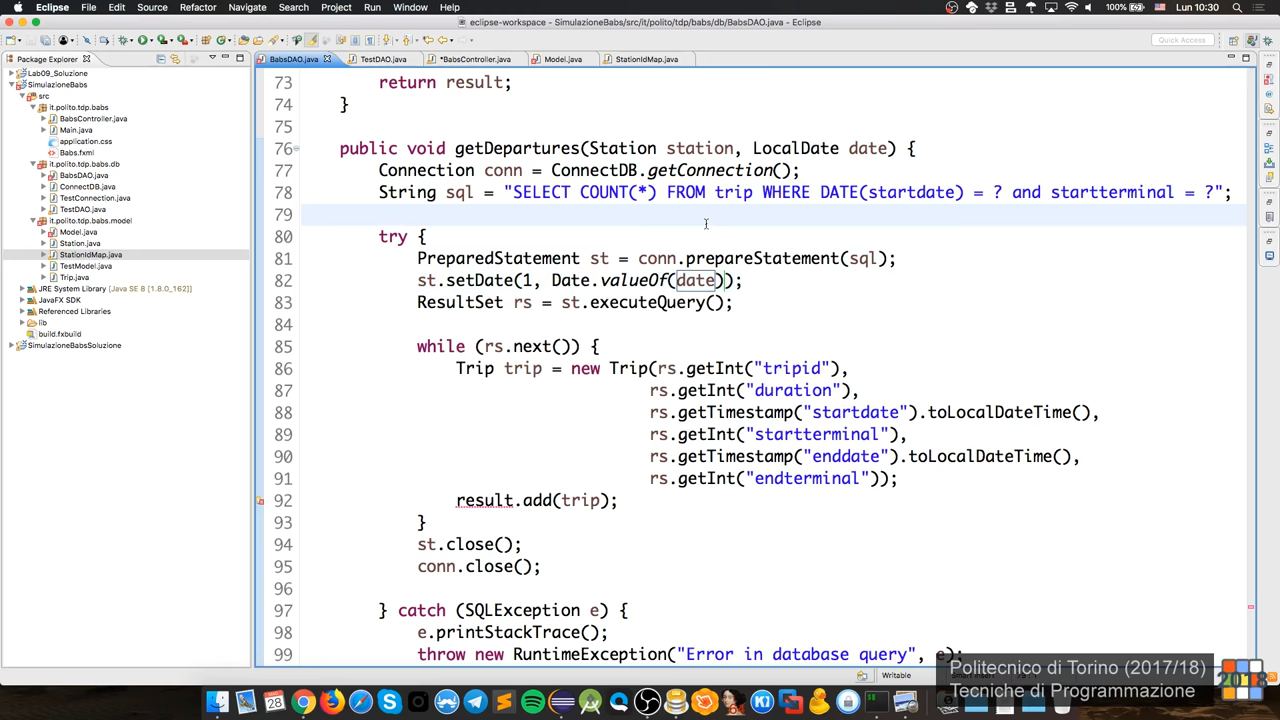 Eclipse File Edit Source Refactor Navigate Search Project Run Window Help 100% Lun 10:30
eclipse-workspace - SimulazioneBabs/src/it/polito/tdp/babs/db/BabsDAO.java - Eclipse
Quick Access
Package Explorer
BabsDAO.java TestDAO.java *BabsController.java Model.java StationIdMap.java
Lab09_Soluzione
SimulazioneBabs
src
it.polito.tdp.babs
BabsController.java
Main.java
application.css
Babs.fxml
it.polito.tdp.babs.db
BabsDAO.java
ConnectDB.java
TestConnection.java
TestDAO.java
it.polito.tdp.babs.model
Model.java
Station.java
StationIdMap.java
TestModel.java
Trip.java
JRE System Library [Java SE 8 [1.8.0_162]]
JavaFX SDK
Referenced Libraries
lib
build.fxbuild
SimulazioneBabsSoluzione
73 return result;
74 }
75
76 public void getDepartures(Station station, LocalDate date) {
77 Connection conn = ConnectDB.getConnection();
78 String sql = "SELECT COUNT(*) FROM trip WHERE DATE(startdate) = ? and startterminal = ?";
79
80 try {
81 PreparedStatement st = conn.prepareStatement(sql);
82 st.setDate(1, Date.valueOf(date));
83 ResultSet rs = st.executeQuery();
84
85 while (rs.next()) {
86 Trip trip = new Trip(rs.getInt("tripid"),
87 rs.getInt("duration"),
88 rs.getTimestamp("startdate").toLocalDateTime(),
89 rs.getInt("startterminal"),
90 rs.getTimestamp("enddate").toLocalDateTime(),
91 rs.getInt("endterminal"));
92 result.add(trip);
93 }
94 st.close();
95 conn.close();
96
97 } catch (SQLException e) {
98 e.printStackTrace();
99 throw new RuntimeException("Error in database query", e);
Writable
Politecnico di Torino (2017/18)
Tecniche di Programmazione
2018